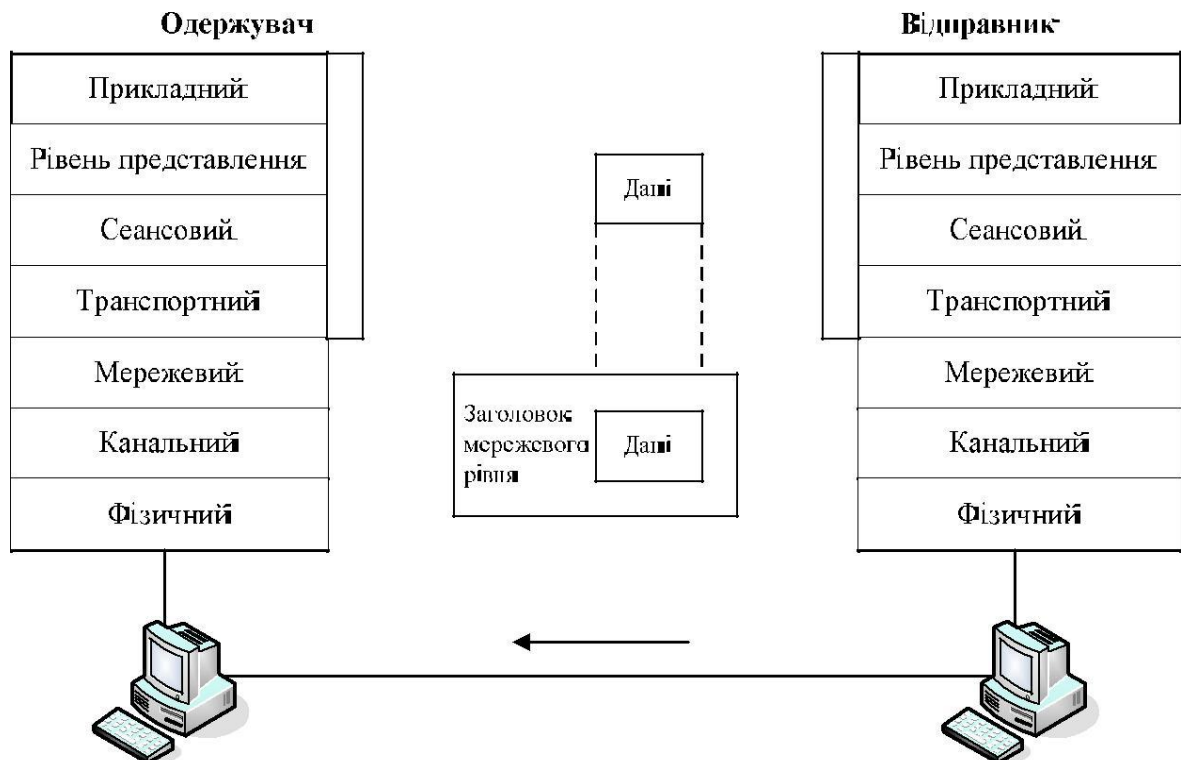 Одержувач
Прикладний
Рівень представлення
Сеансовий
Транспортний
Мережевий
Канальний
Фізичний
Дані
Заголовок
мережевого
рівня
Дані
Відправник
Прикладний
Рівень представлення
Сеансовий
Транспортний
Мережевий
Канальний
Фізичний